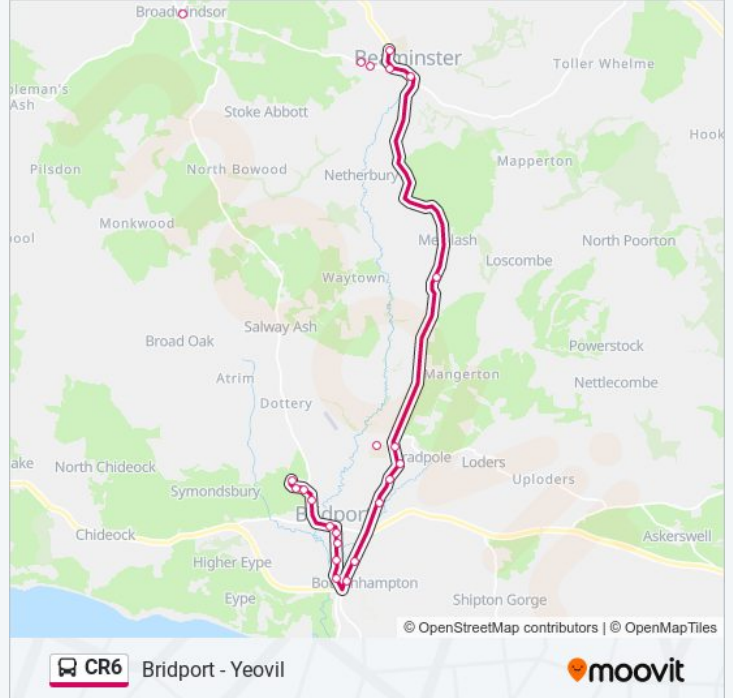 Broadwindsor
Beaminster
Toller Whelme
Ash
Stoke Abbott
Hook
Mapperton
Pilsdon
North Bowood
Netherbury
Monkwood
Melplash
North Poorton
Loscombe
Waytown
Salway Ash
Broad Oak
Powerstock
Atrim
Mangerton
Nettlecombe
Dottery
North Chideock
Bradpole
Loders
Symondsbury
Uploders
Bridport
Chideock
Askerswell
Higher Eype
Bothenhampton
Eype
Shipton Gorge
© OpenStreetMap contributors | © OpenMapTiles
CR6 Bridport - Yeovil
moovit